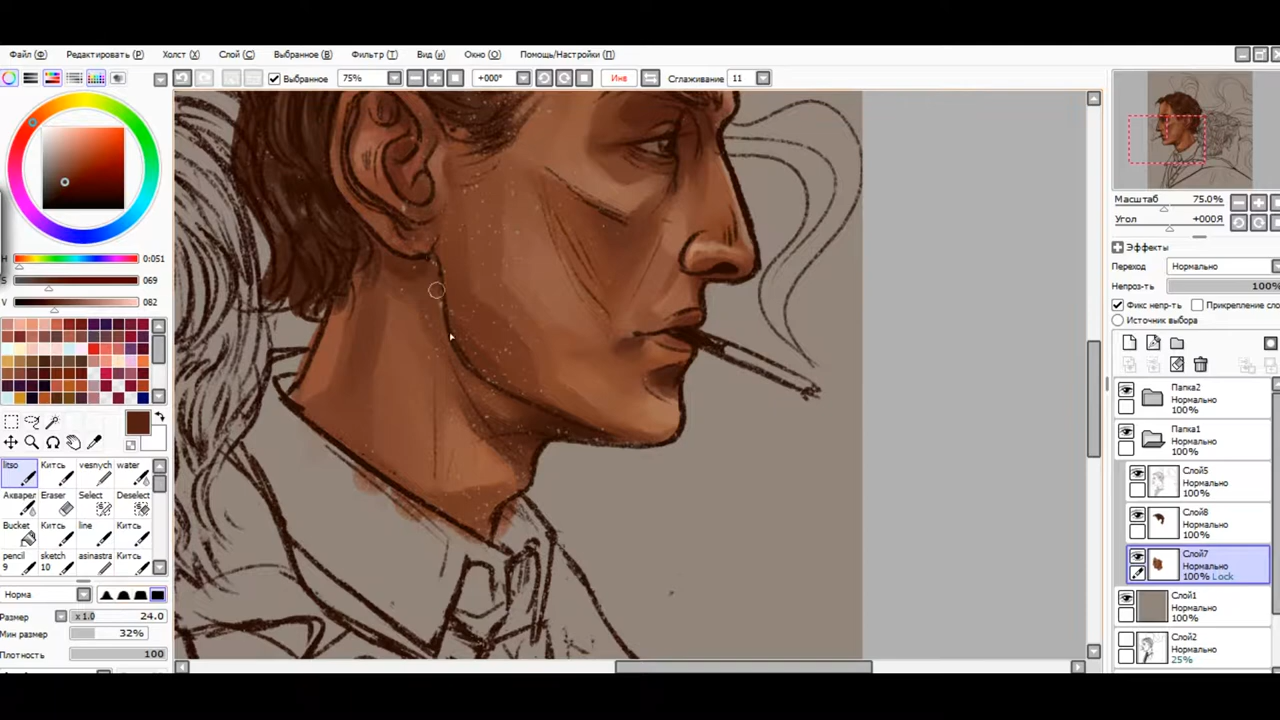 Файл (Ф) Редактировать (Р) Холст (Х) Слой (С) Выбранное (В) Фильтр (Т) Вид (и) Окно (О) Помощь/Настройки (П)
Выбранное 75% +000° Инв Сглаживание 11
Масштаб 75.0%
Угол +000Я
Эффекты
Переход Нормально
Непроз-ть 100%
Фикс непр-ть Прикрепление сло
Источник выбора
H 0:051
S 069
V 082
Папка2
Нормально
100%
Папка1
Нормально
100%
Слой5
Нормально
100%
Слой8
Нормально
100%
Слой7
Нормально
100% Lock
Слой1
Нормально
100%
Слой2
Нормально
25%
litso Китсь vesnych water
Акварел Eraser Select Deselect
Bucket Китсь line Китсь
pencil sketch asinastra Китсь
9 10
Норма
Размер x 1.0 24.0
Мин размер 32%
Плотность 100